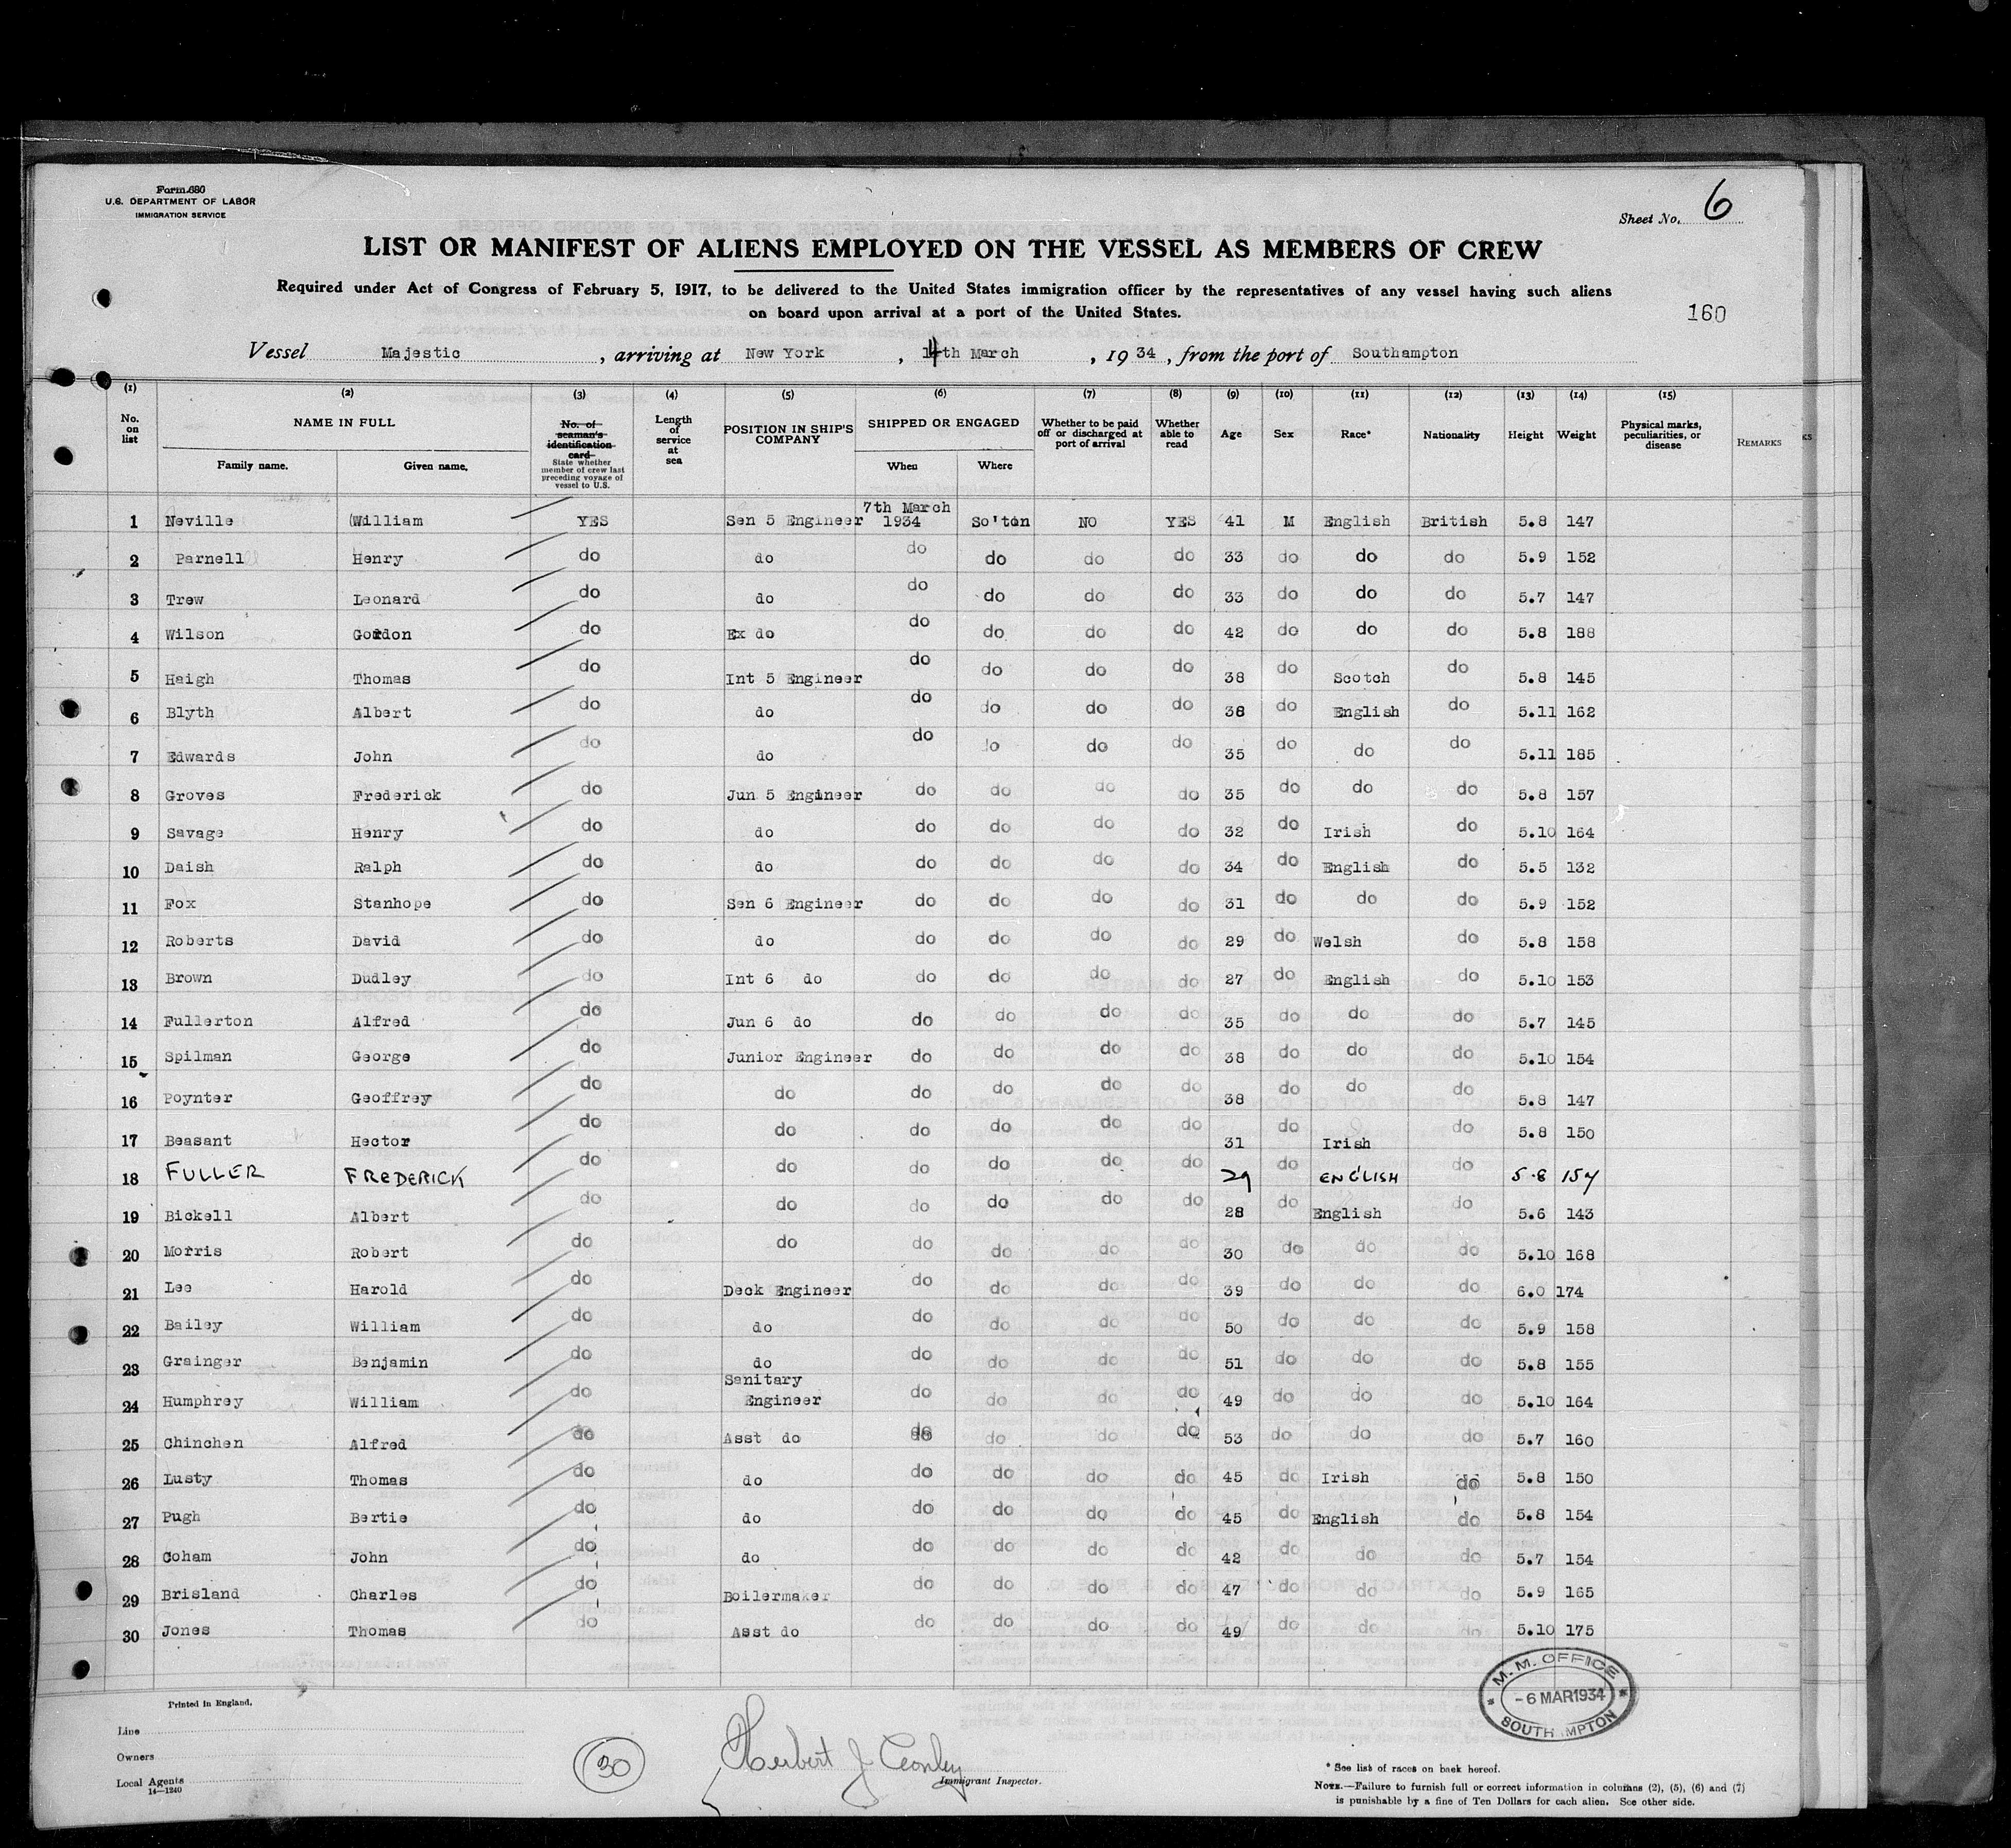 Form 680
U.S. DEPARTMENT OF LABOR
IMMIGRATION SERVICE
Sheet No. 6
LIST OR MANIFEST OF ALIENS EMPLOYED ON THE VESSEL AS MEMBERS OF CREW
Required under Act of Congress of February 5, 1917, to be delivered to the United States immigration officer by the representatives of any vessel having such aliens
on board upon arrival at a port of the United States.
160
Vessel Majestic, arriving at New York, 14th March, 1934, from the port of Southampton
(1) (2) (3) (4) (5) (6) (7) (8) (9) (10) (11) (12) (13) (14) (15)
No. on list NAME IN FULL Family name. Given name. No. of seaman's identification card State whether member of crew last preceding voyage of vessel to U.S. Length of service at sea POSITION IN SHIP'S COMPANY SHIPPED OR ENGAGED When Where Whether to be paid off or discharged at port of arrival Whether able to read Age Sex Race* Nationality Height Weight Physical marks, peculiarities, or disease REMARKS
1 Neville William YES Sen 5 Engineer 7th March 1934 So'ton NO YES 41 M English British 5.8 147
2 Parnell Henry do do do do do do 33 do do do 5.9 152
3 Trew Leonard do do do do do do 33 do do do 5.7 147
4 Wilson Gordon do Ex do do do do do 42 do do do 5.8 188
5 Haigh Thomas do Int 5 Engineer do do do do 38 do Scotch do 5.8 145
6 Blyth Albert do do do do do do 38 do English do 5.11 162
7 Edwards John do do do do do do 35 do do do 5.11 185
8 Groves Frederick do Jun 5 Engineer do do do do 35 do do do 5.8 157
9 Savage Henry do do do do do do 32 do Irish do 5.10 164
10 Daish Ralph do do do do do do 34 do English do 5.5 132
11 Fox Stanhope do Sen 6 Engineer do do do do 31 do do do 5.9 152
12 Roberts David do do do do do do 29 do Welsh do 5.8 158
13 Brown Dudley do Int 6 do do do do do 27 do English do 5.10 153
14 Fullerton Alfred do Jun 6 do do do do do 35 do do do 5.7 145
15 Spilman George do Junior Engineer do do do do 38 do do do 5.10 154
16 Poynter Geoffrey do do do do do do 38 do do do 5.8 147
17 Beasant Hector do do do do do do 31 do Irish do 5.8 150
18 FULLER FREDERICK do do do do do do 29 do ENGLISH do 5.8 154
19 Bickell Albert do do do do do do 28 do English do 5.6 143
20 Morris Robert do do do do do do 30 do do do 5.10 168
21 Lee Harold do Deck Engineer do do do do 39 do do do 6.0 174
22 Bailey William do do do do do do 50 do do do 5.9 158
23 Grainger Benjamin do do do do do do 51 do do do 5.8 155
24 Humphrey William do Sanitary Engineer do do do do 49 do do do 5.10 164
25 Chinchen Alfred do Asst do do do do do 53 do do do 5.7 160
26 Lusty Thomas do do do do do do 45 do Irish do 5.8 150
27 Pugh Bertie do do do do do do 45 do English do 5.8 154
28 Coham John do do do do do do 42 do do do 5.7 154
29 Brisland Charles do Boilermaker do do do do 47 do do do 5.9 165
30 Jones Thomas do Asst do do do do do 49 do do do 5.10 175
M. M. OFFICE
- 6 MAR 1934
SOUTHAMPTON
Printed in England.
Line
Owners
Local Agents
14—1240
30
Herbert J
Immigrant Inspector.
* See list of races on back hereof.
NOTE.—Failure to furnish full or correct information in columns (2), (5), (6) and (7)
is punishable by a fine of Ten Dollars for each alien. See other side.